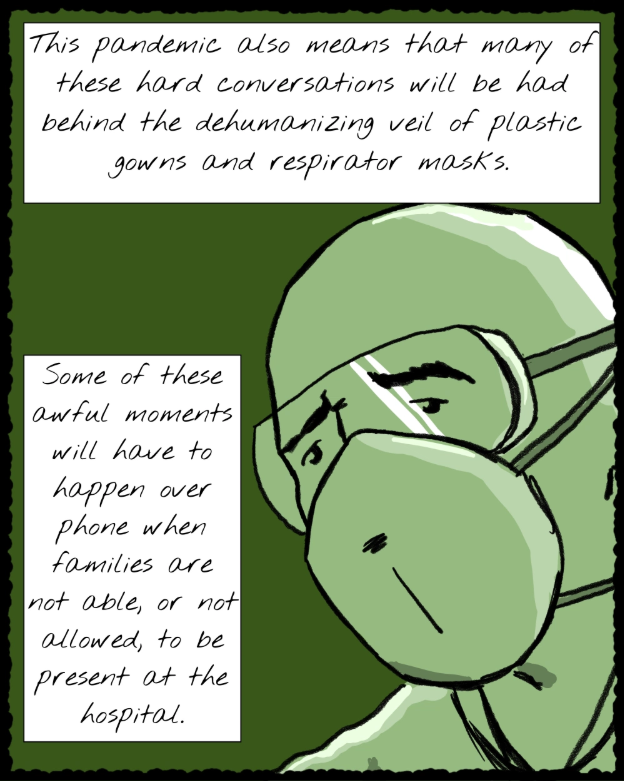 This pandemic also means that many of
these hard conversations will be had
behind the dehumanizing veil of plastic
gowns and respirator masks.
Some of these
awful moments
will have to
happen over
phone when
families are
not able, or not
allowed, to be
present at the
hospital.